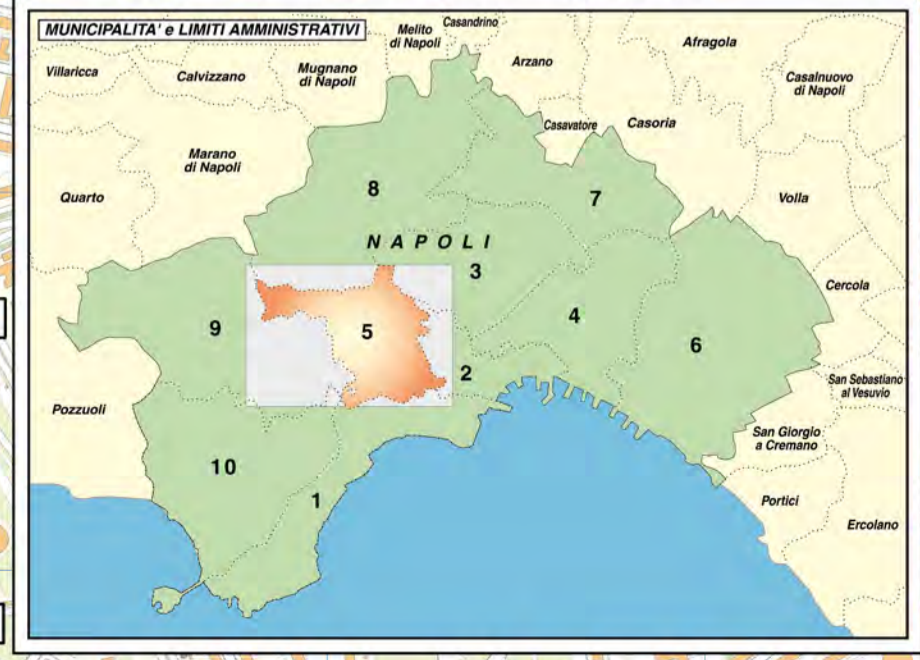 MUNICIPALITA' e LIMITI AMMINISTRATIVI
Melito
di Napoli
Casandrino
Villaricca
Calvizzano
Mugnano
di Napoli
Arzano
Afragola
Casalnuovo
di Napoli
Casavatore
Casoria
Marano
di Napoli
Quarto
8
7
Volla
NAPOLI
3
Cercola
9
5
4
6
2
San Sebastiano
al Vesuvio
Pozzuoli
San Giorgio
a Cremano
10
1
Portici
Ercolano